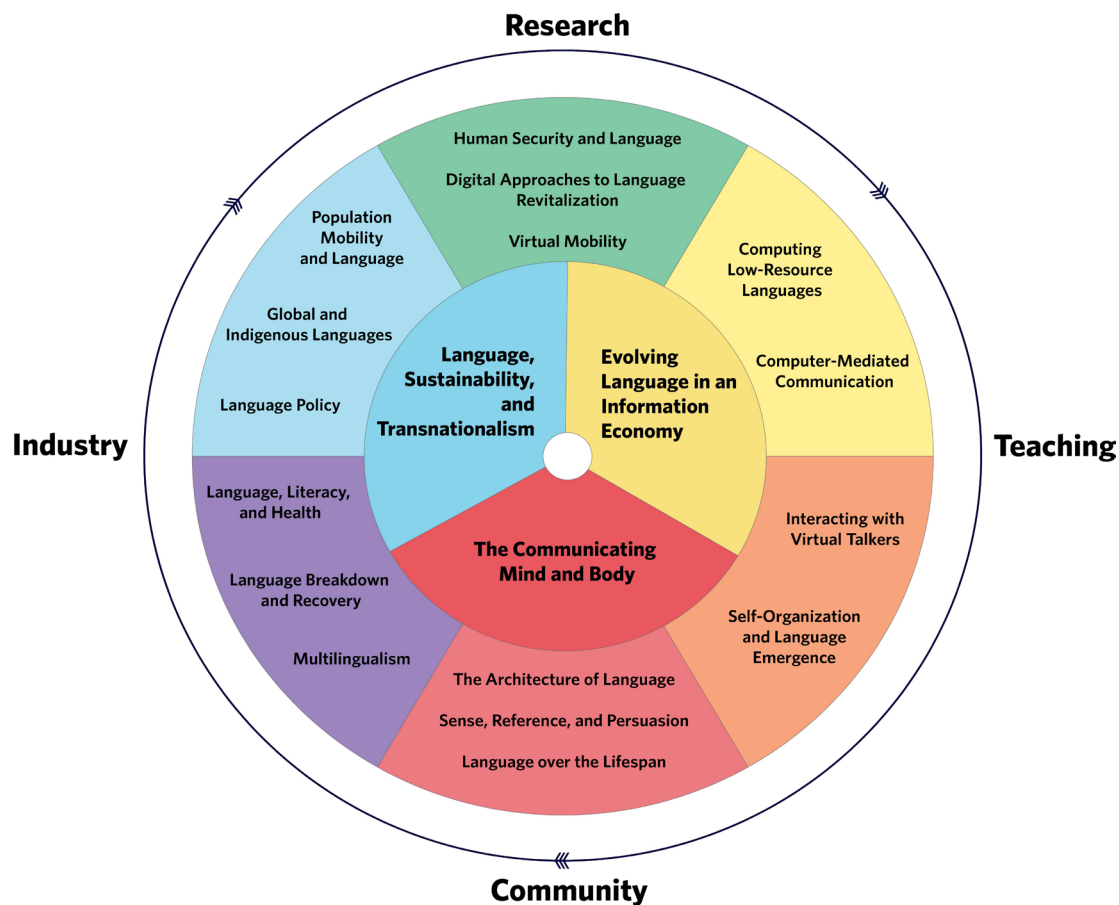 Research
Human Security and Language
Digital Approaches to Language
Revitalization
Virtual Mobility
Population
Mobility
and Language
Global and
Indigenous Languages
Language Policy
Computing
Low-Resource
Languages
Computer-Mediated
Communication
Language,
Sustainability,
and
Transnationalism
Evolving
Language in an
Information
Economy
Industry
Teaching
Language, Literacy,
and Health
Language Breakdown
and Recovery
Multilingualism
The Communicating
Mind and Body
Interacting with
Virtual Talkers
Self-Organization
and Language
Emergence
The Architecture of Language
Sense, Reference, and Persuasion
Language over the Lifespan
Community